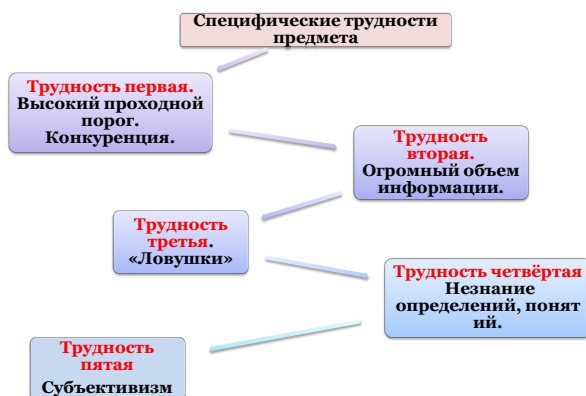 Специфические трудности
предмета
Трудность первая.
Высокий проходной
порог.
Конкуренция.
Трудность
вторая.
Огромный объем
информации.
Трудность
третья.
«Ловушки»
Трудность четвёртая
Незнание
определений, понят
ий.
Трудность
пятая
Субъективизм